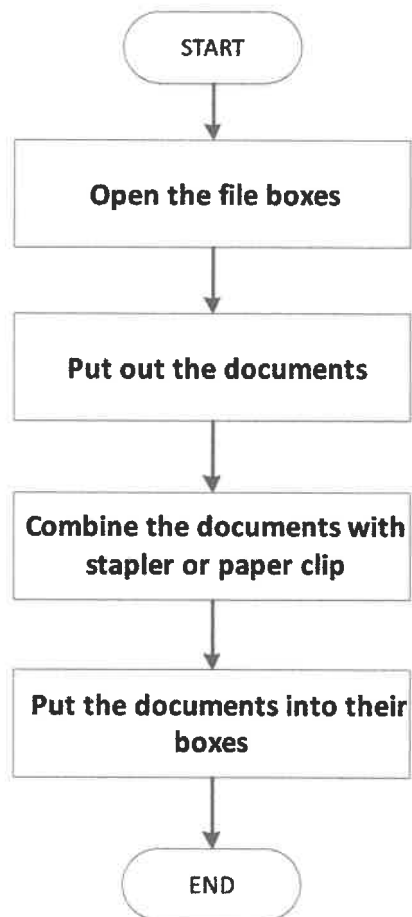 START
Open the file boxes
Put out the documents
Combine the documents with
stapler or paper clip
Put the documents into their
boxes
END